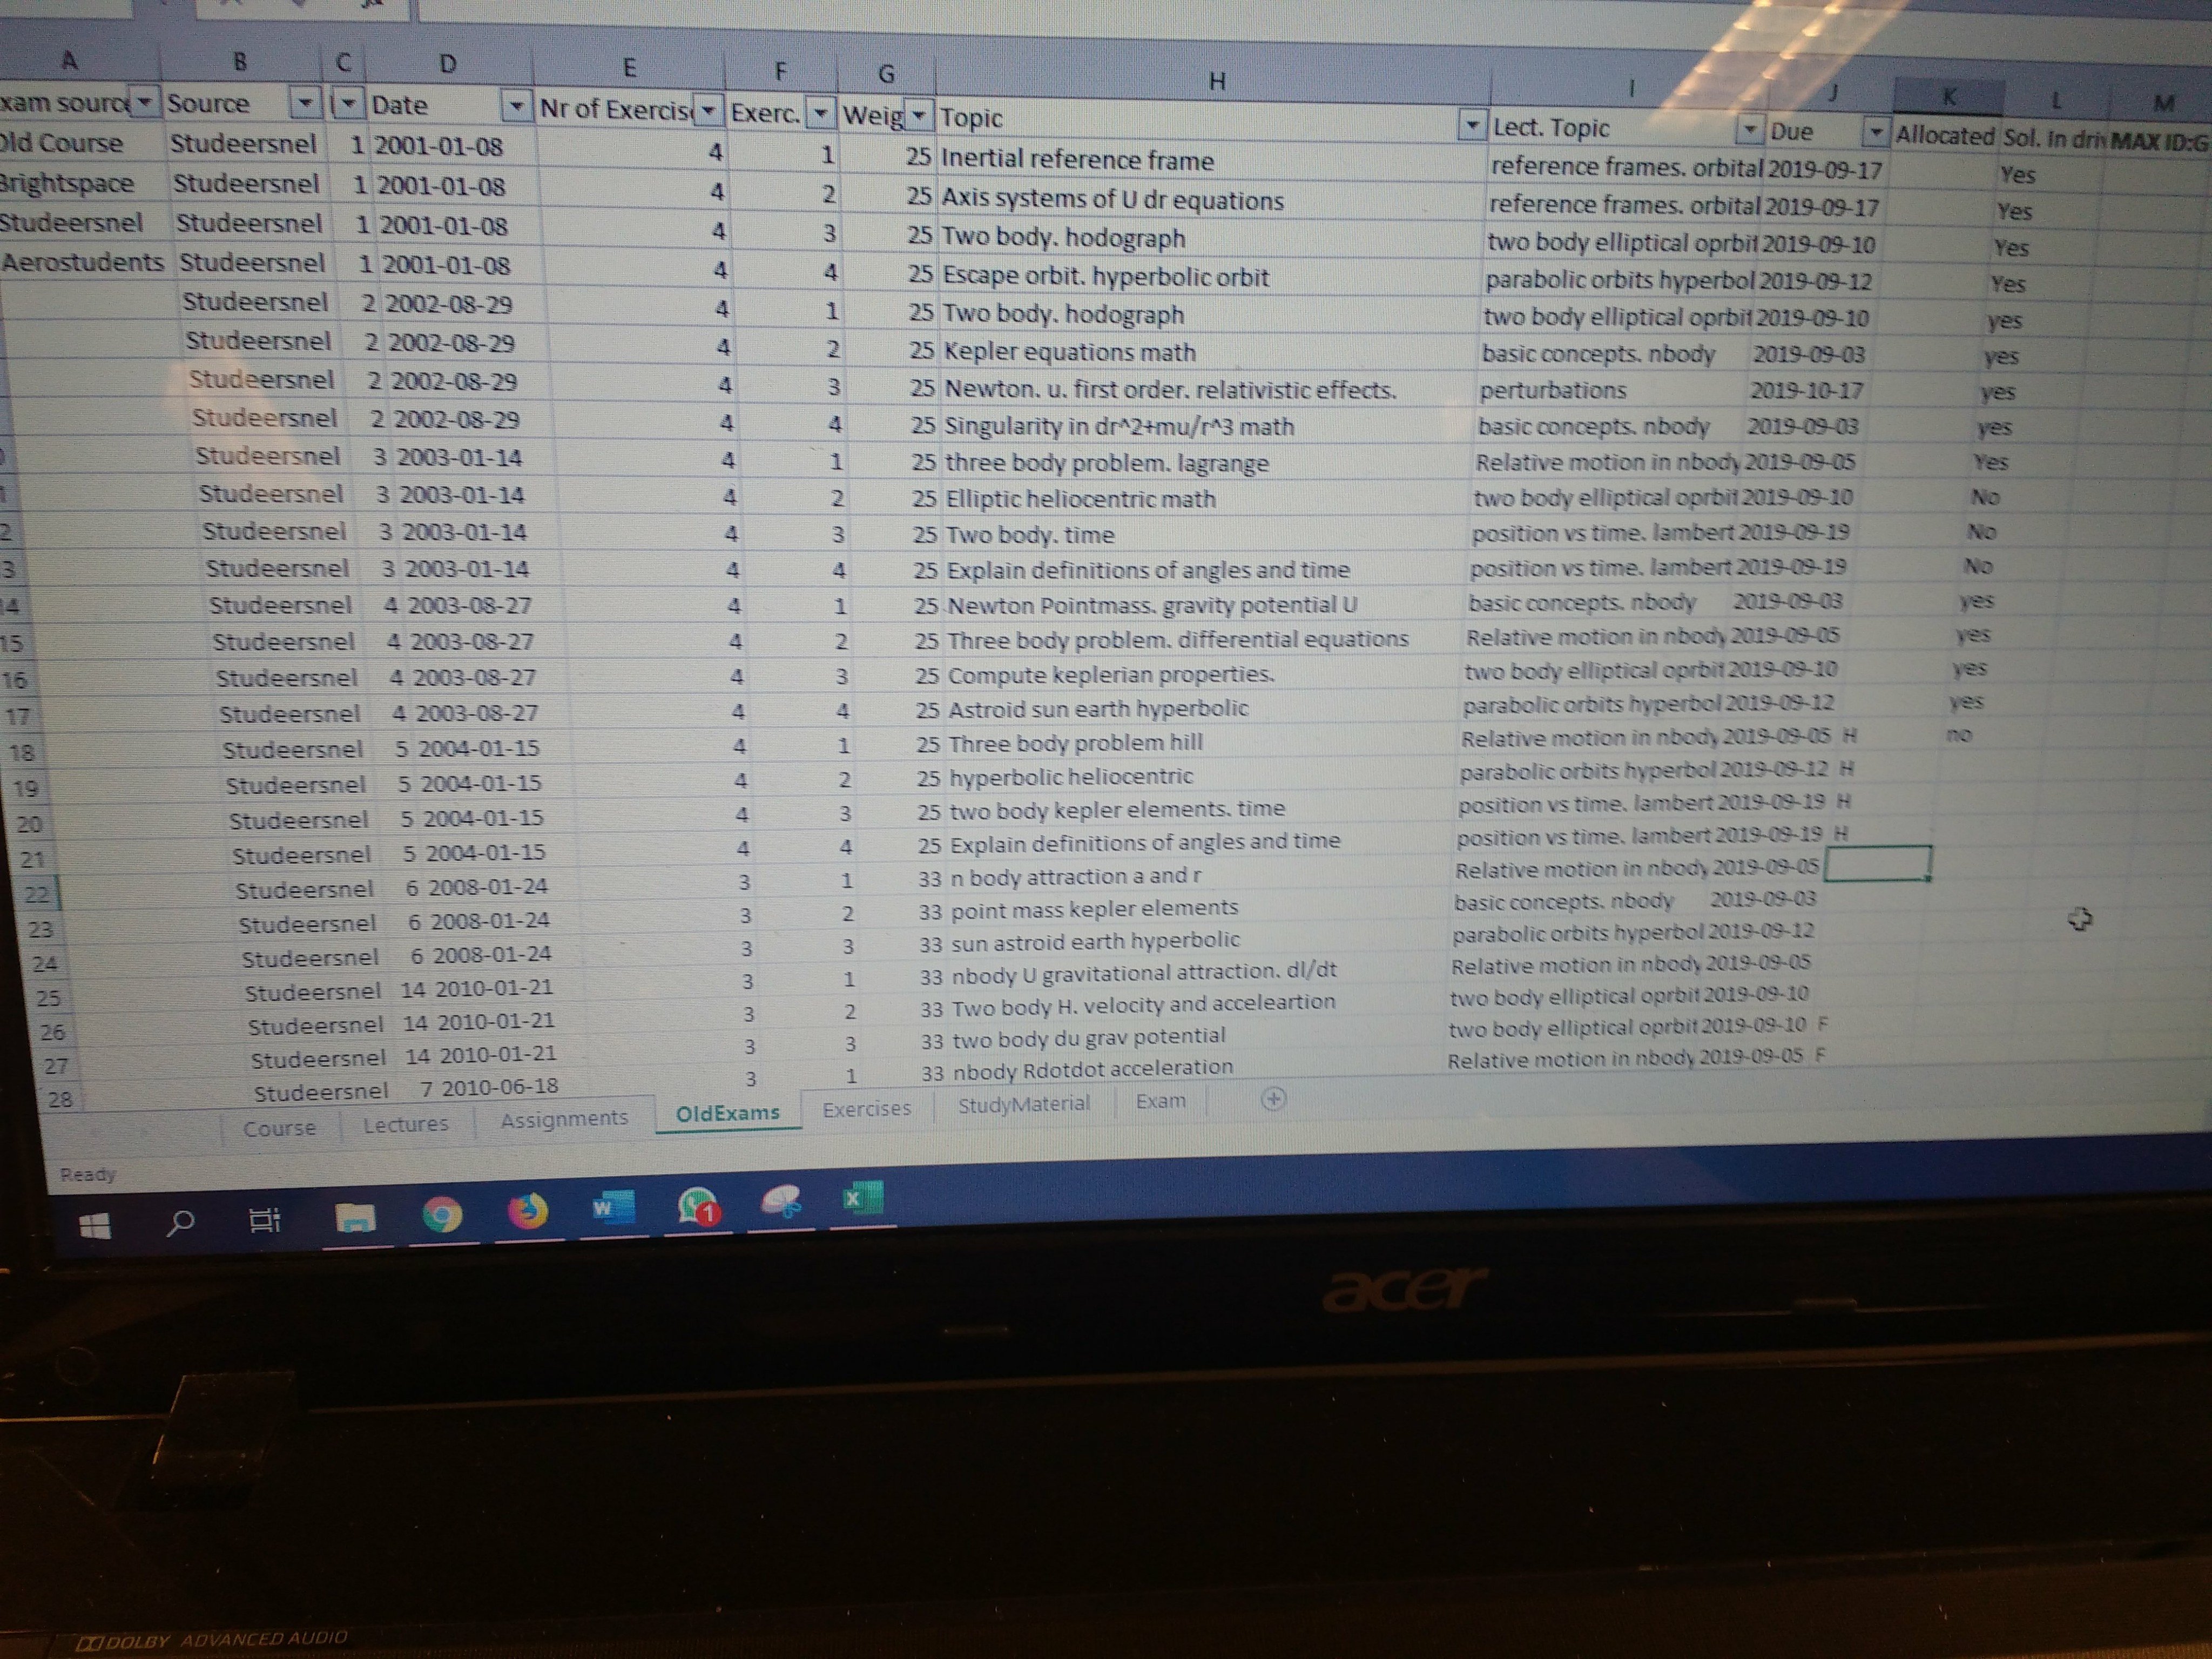 A B C D E F G H I J K L M
xam source Source Date Nr of Exercis Exerc. Weig Topic Lect. Topic Due Allocated Sol. In driv MAX ID:G
Old Course Studeersnel 1 2001-01-08 4 1 25 Inertial reference frame reference frames. orbital 2019-09-17 Yes
Brightspace Studeersnel 1 2001-01-08 4 2 25 Axis systems of U dr equations reference frames. orbital 2019-09-17 Yes
Studeersnel Studeersnel 1 2001-01-08 4 3 25 Two body. hodograph two body elliptical oprbit 2019-09-10 Yes
Aerostudents Studeersnel 1 2001-01-08 4 4 25 Escape orbit. hyperbolic orbit parabolic orbits hyperbol 2019-09-12 Yes
Studeersnel 2 2002-08-29 4 1 25 Two body. hodograph two body elliptical oprbit 2019-09-10 yes
Studeersnel 2 2002-08-29 4 2 25 Kepler equations math basic concepts. nbody 2019-09-03 yes
Studeersnel 2 2002-08-29 4 3 25 Newton. u. first order. relativistic effects. perturbations 2019-10-17 yes
Studeersnel 2 2002-08-29 4 4 25 Singularity in dr^2+mu/r^3 math basic concepts. nbody 2019-09-03 yes
Studeersnel 3 2003-01-14 4 1 25 three body problem. lagrange Relative motion in nbody 2019-09-05 Yes
1 Studeersnel 3 2003-01-14 4 2 25 Elliptic heliocentric math two body elliptical oprbit 2019-09-10 No
2 Studeersnel 3 2003-01-14 4 3 25 Two body. time position vs time. lambert 2019-09-19 No
3 Studeersnel 3 2003-01-14 4 4 25 Explain definitions of angles and time position vs time. lambert 2019-09-19 No
14 Studeersnel 4 2003-08-27 4 1 25 Newton Pointmass. gravity potential U basic concepts. nbody 2019-09-03 yes
15 Studeersnel 4 2003-08-27 4 2 25 Three body problem. differential equations Relative motion in nbody 2019-09-05 yes
16 Studeersnel 4 2003-08-27 4 3 25 Compute keplerian properties. two body elliptical oprbit 2019-09-10 yes
17 Studeersnel 4 2003-08-27 4 4 25 Astroid sun earth hyperbolic parabolic orbits hyperbol 2019-09-12 yes
18 Studeersnel 5 2004-01-15 4 1 25 Three body problem hill Relative motion in nbody 2019-09-05 H no
19 Studeersnel 5 2004-01-15 4 2 25 hyperbolic heliocentric parabolic orbits hyperbol 2019-09-12 H
20 Studeersnel 5 2004-01-15 4 3 25 two body kepler elements. time position vs time. lambert 2019-09-19 H
21 Studeersnel 5 2004-01-15 4 4 25 Explain definitions of angles and time position vs time. lambert 2019-09-19 H
22 Studeersnel 6 2008-01-24 3 1 33 n body attraction a and r Relative motion in nbody 2019-09-05
23 Studeersnel 6 2008-01-24 3 2 33 point mass kepler elements basic concepts. nbody 2019-09-03
24 Studeersnel 6 2008-01-24 3 3 33 sun astroid earth hyperbolic parabolic orbits hyperbol 2019-09-12
25 Studeersnel 14 2010-01-21 3 1 33 nbody U gravitational attraction. dl/dt Relative motion in nbody 2019-09-05
26 Studeersnel 14 2010-01-21 3 2 33 Two body H. velocity and acceleartion two body elliptical oprbit 2019-09-10
27 Studeersnel 14 2010-01-21 3 3 33 two body du grav potential two body elliptical oprbit 2019-09-10 F
28 Studeersnel 7 2010-06-18 3 1 33 nbody Rdotdot acceleration Relative motion in nbody 2019-09-05 F
Course Lectures Assignments OldExams Exercises StudyMaterial Exam
Ready
W 1 X
acer
DOLBY ADVANCED AUDIO